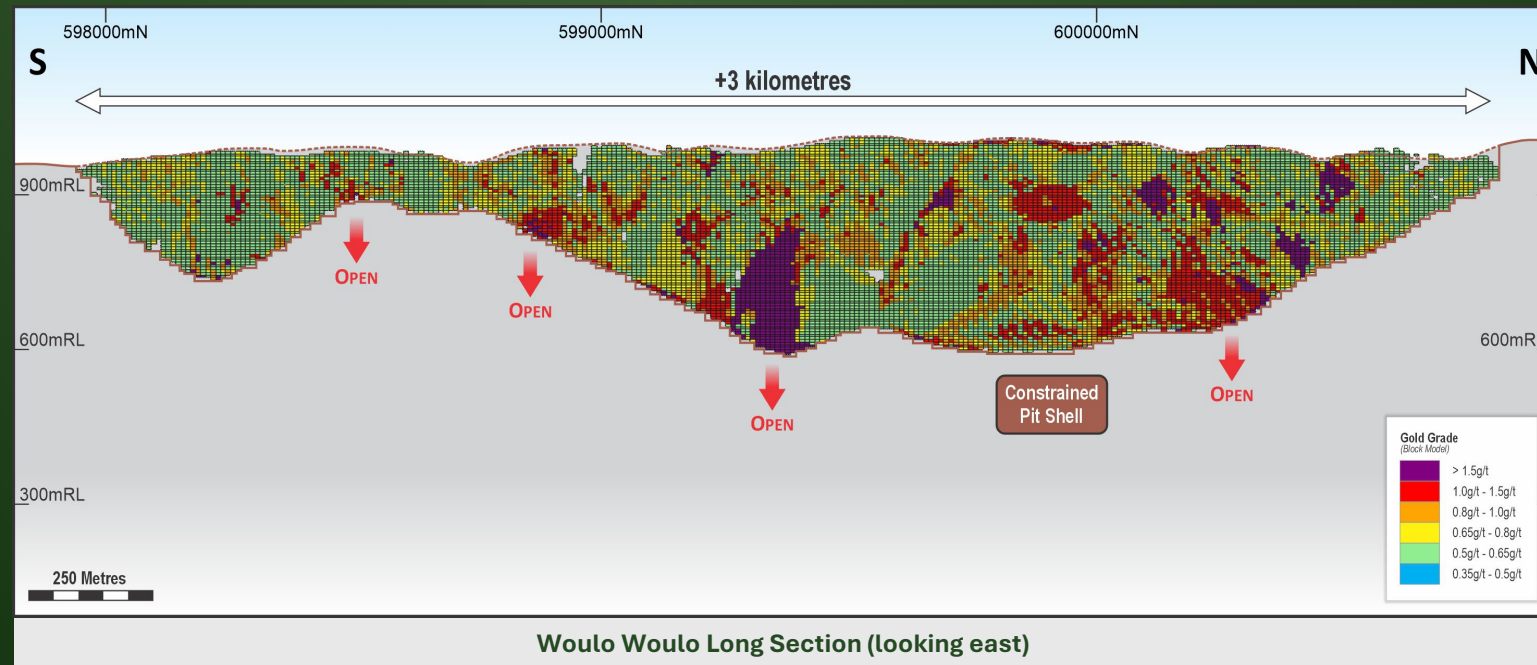 598000mN
599000mN
600000mN
S
N
+3 kilometres
900mRL
OPEN
OPEN
600mRL
600mR
OPEN
OPEN
Constrained
Pit Shell
300mRL
Gold Grade
(Block Model)
> 1.5g/t
1.0g/t - 1.5g/t
0.8g/t - 1.0g/t
0.65g/t - 0.8g/t
0.5g/t - 0.65g/t
0.35g/t - 0.5g/t
250 Metres
Woulo Woulo Long Section (looking east)